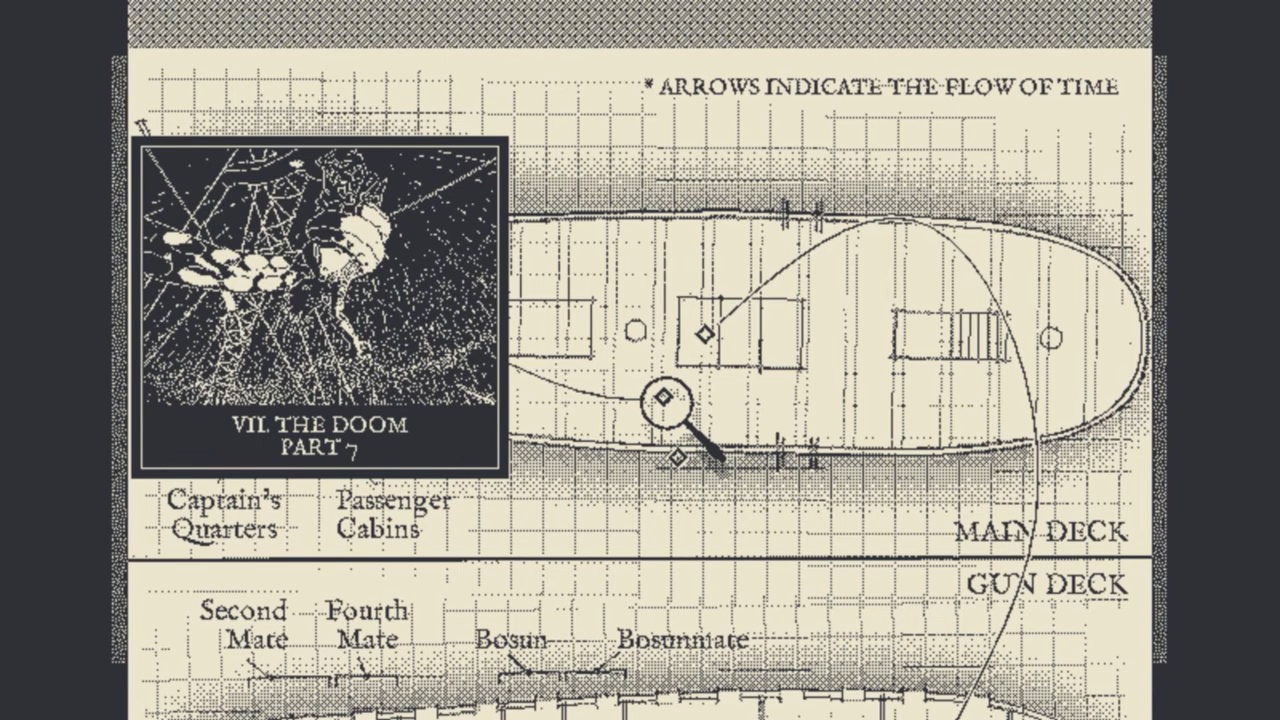 * ARROWS INDICATE THE FLOW OF TIME
VII. THE DOOM
PART 7
Captain's
Quarters
Passenger
Cabins
MAIN DECK
GUN DECK
Second
Mate
Fourth
Mate
Bosun
Bosunmate